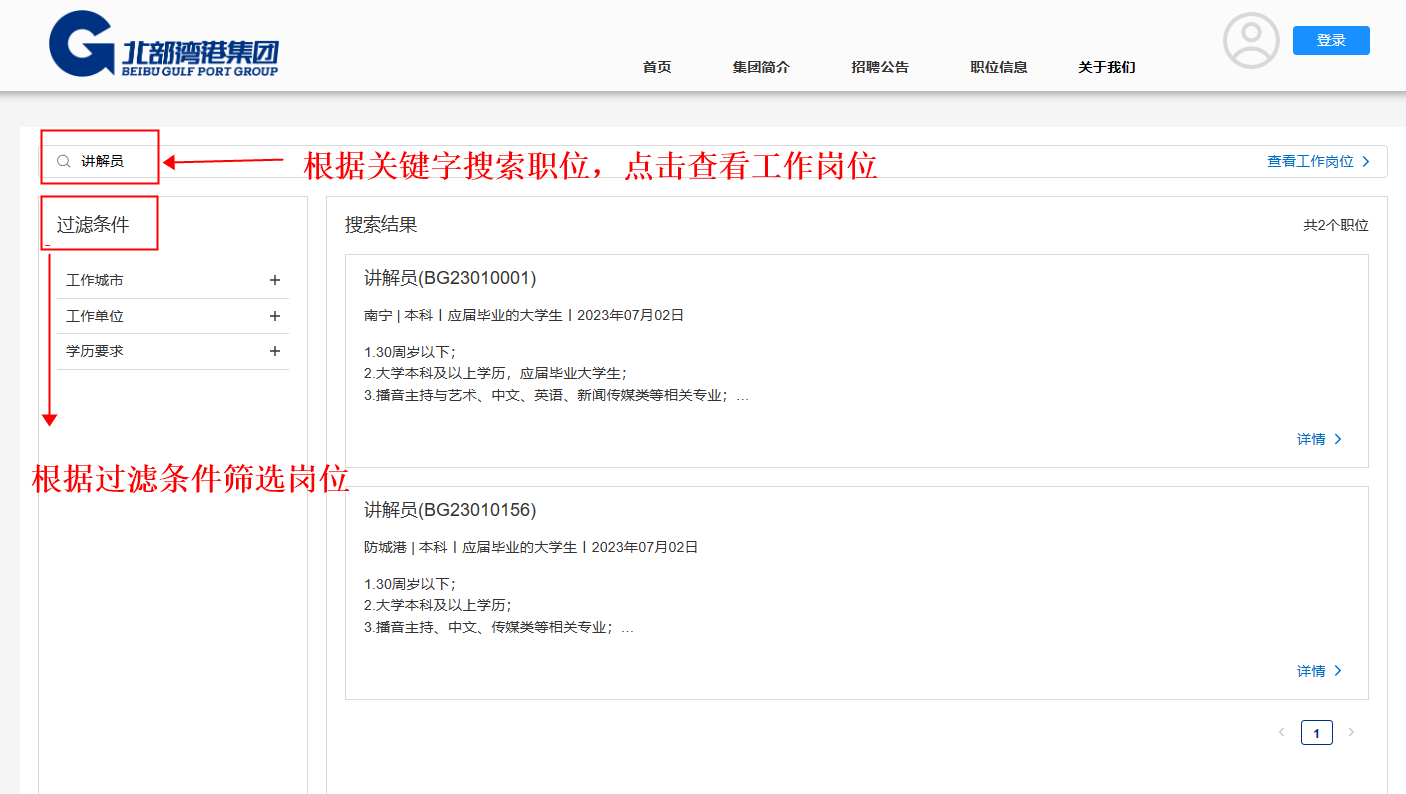 北部湾港集团
BEIBU GULF PORT GROUP
首页
集团简介
招聘公告
职位信息
关于我们
登录
讲解员
根据关键字搜索职位，点击查看工作岗位
查看工作岗位
过滤条件
工作城市
工作单位
学历要求
根据过滤条件筛选岗位
搜索结果
共2个职位
讲解员(BG23010001)
南宁 | 本科丨应届毕业的大学生丨2023年07月02日
1.30周岁以下；
2.大学本科及以上学历，应届毕业大学生；
3.播音主持与艺术、中文、英语、新闻传媒类等相关专业；…
详情
讲解员(BG23010156)
防城港 | 本科丨应届毕业的大学生丨2023年07月02日
1.30周岁以下；
2.大学本科及以上学历；
3.播音主持、中文、传媒类等相关专业；…
详情
1